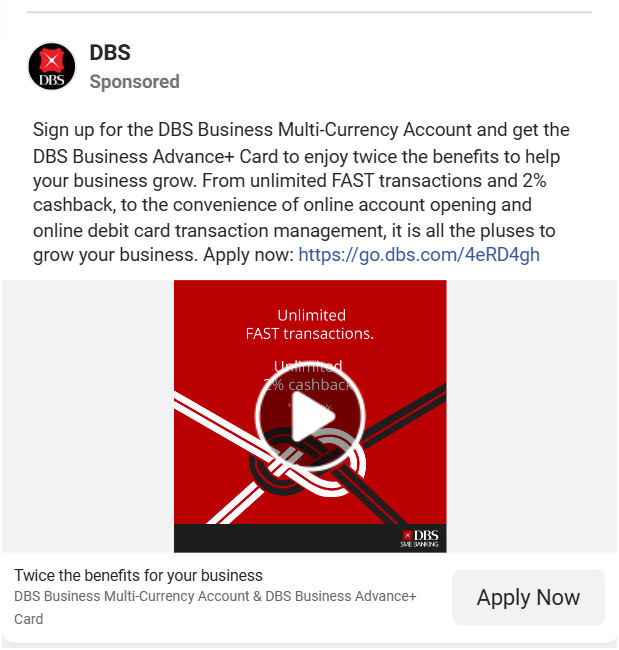 DBS
DBS
Sponsored
Sign up for the DBS Business Multi-Currency Account and get the
DBS Business Advance+ Card to enjoy twice the benefits to help
your business grow. From unlimited FAST transactions and 2%
cashback, to the convenience of online account opening and
online debit card transaction management, it is all the pluses to
grow your business. Apply now: https://go.dbs.com/4eRD4gh
Unlimited
FAST transactions.
Unlimited
2% cashback
DBS
SME BANKING
Twice the benefits for your business
DBS Business Multi-Currency Account & DBS Business Advance+
Card
Apply Now